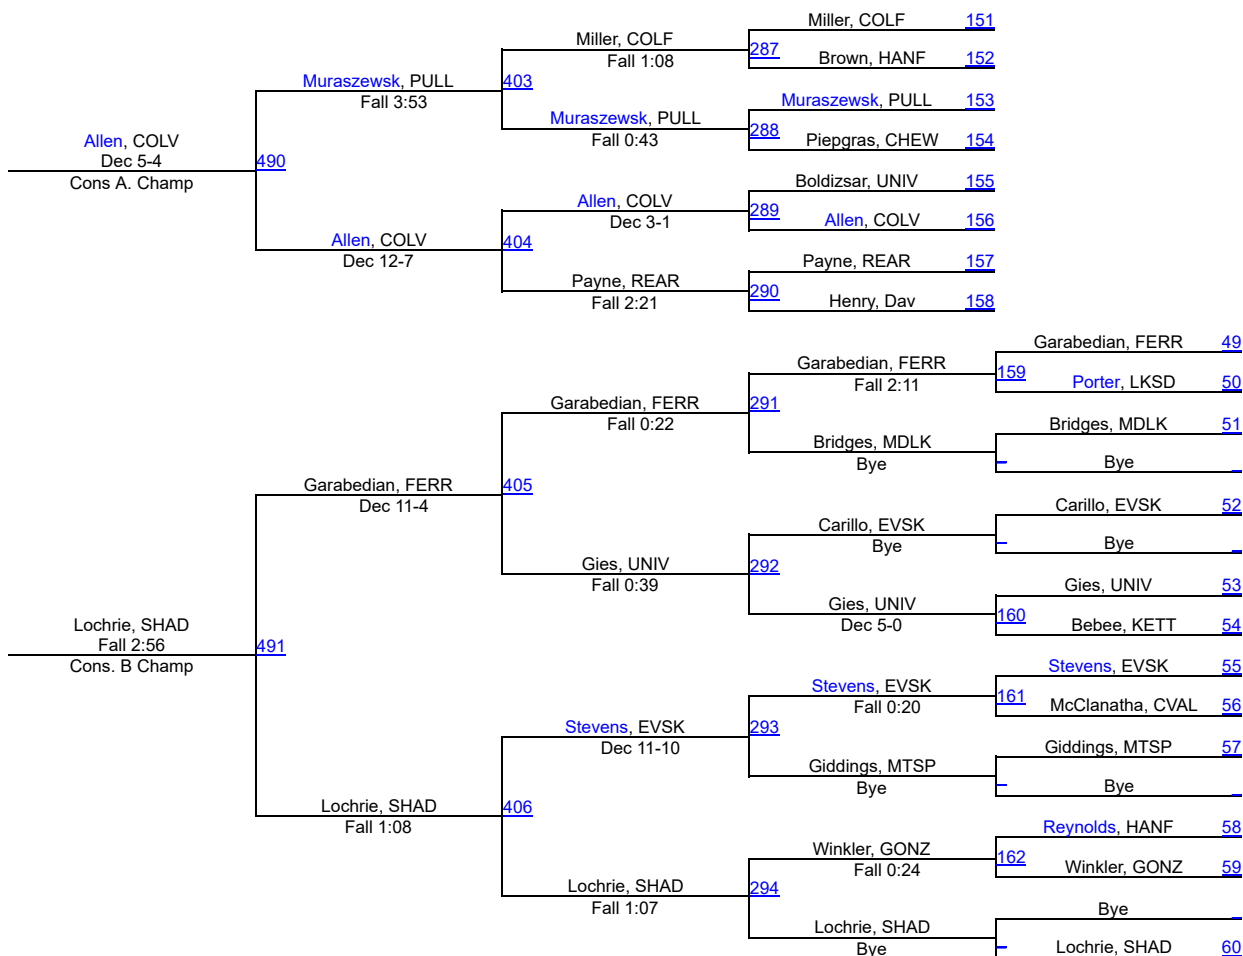 Miller, COLF 151
Miller, COLF
Fall 1:08
287
Brown, HANF 152
Muraszewsk, PULL
Fall 3:53
403
Muraszewsk, PULL 153
Muraszewsk, PULL
Fall 0:43
288
Piepgras, CHEW 154
Allen, COLV
Dec 5-4
Cons A. Champ
490
Boldizsar, UNIV 155
Allen, COLV
Dec 3-1
289
Allen, COLV 156
Allen, COLV
Dec 12-7
404
Payne, REAR 157
Payne, REAR
Fall 2:21
290
Henry, Dav 158
Garabedian, FERR 49
Garabedian, FERR
Fall 2:11
159
Porter, LKSD 50
Garabedian, FERR
Fall 0:22
291
Bridges, MDLK 51
Bridges, MDLK
Bye
Bye
Garabedian, FERR
Dec 11-4
405
Carillo, EVSK 52
Carillo, EVSK
Bye
Bye
Gies, UNIV
Fall 0:39
292
Gies, UNIV 53
Gies, UNIV
Dec 5-0
160
Bebee, KETT 54
Lochrie, SHAD
Fall 2:56
Cons. B Champ
491
Stevens, EVSK 55
Stevens, EVSK
Fall 0:20
161
McClanatha, CVAL 56
Stevens, EVSK
Dec 11-10
293
Giddings, MTSP 57
Giddings, MTSP
Bye
Bye
Lochrie, SHAD
Fall 1:08
406
Reynolds, HANF 58
Winkler, GONZ
Fall 0:24
162
Winkler, GONZ 59
Lochrie, SHAD
Fall 1:07
294
Bye
Lochrie, SHAD
Bye
Lochrie, SHAD 60